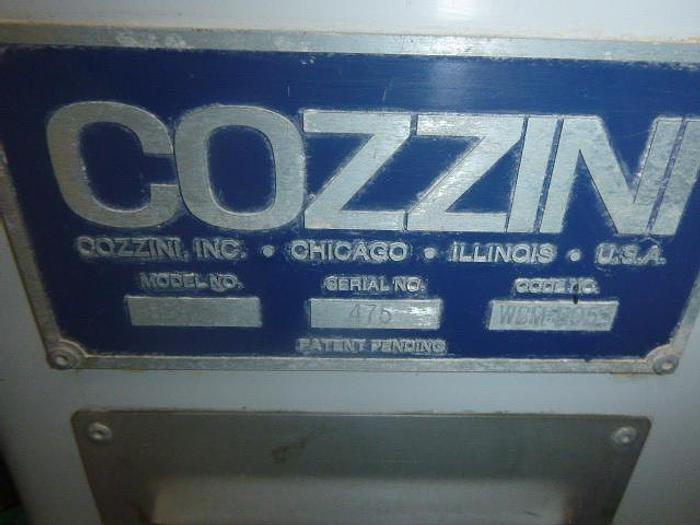 COZZINI
COZZINI, INC. • CHICAGO • ILLINOIS • U.S.A.
MODEL NO. SERIAL NO. CODE NO.
475
PATENT PENDING